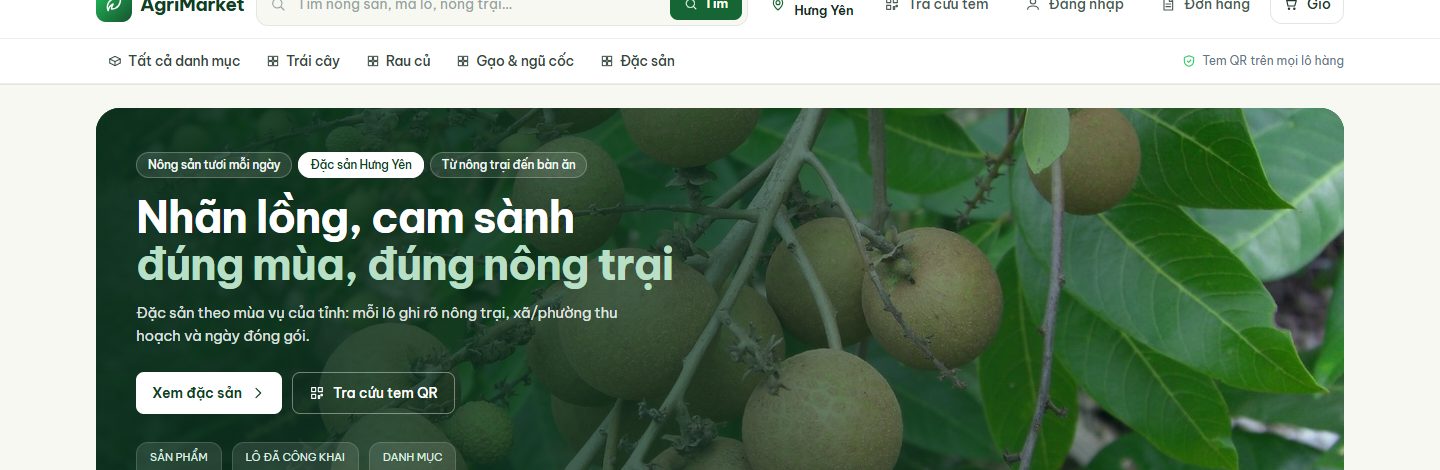 AgriMarket
Tìm nông sản, mã lô, nông trại...
Tìm
Hưng Yên
Tra cứu tem
Đăng nhập
Đơn hàng
Giỏ
Tất cả danh mục
Trái cây
Rau củ
Gạo & ngũ cốc
Đặc sản
Tem QR trên mọi lô hàng
Nông sản tươi mỗi ngày
Đặc sản Hưng Yên
Từ nông trại đến bàn ăn
Nhãn lồng, cam sành
đúng mùa, đúng nông trại
Đặc sản theo mùa vụ của tỉnh: mỗi lô ghi rõ nông trại, xã/phường thu
hoạch và ngày đóng gói.
Xem đặc sản
Tra cứu tem QR
SẢN PHẨM
LÔ ĐÃ CÔNG KHAI
DANH MỤC